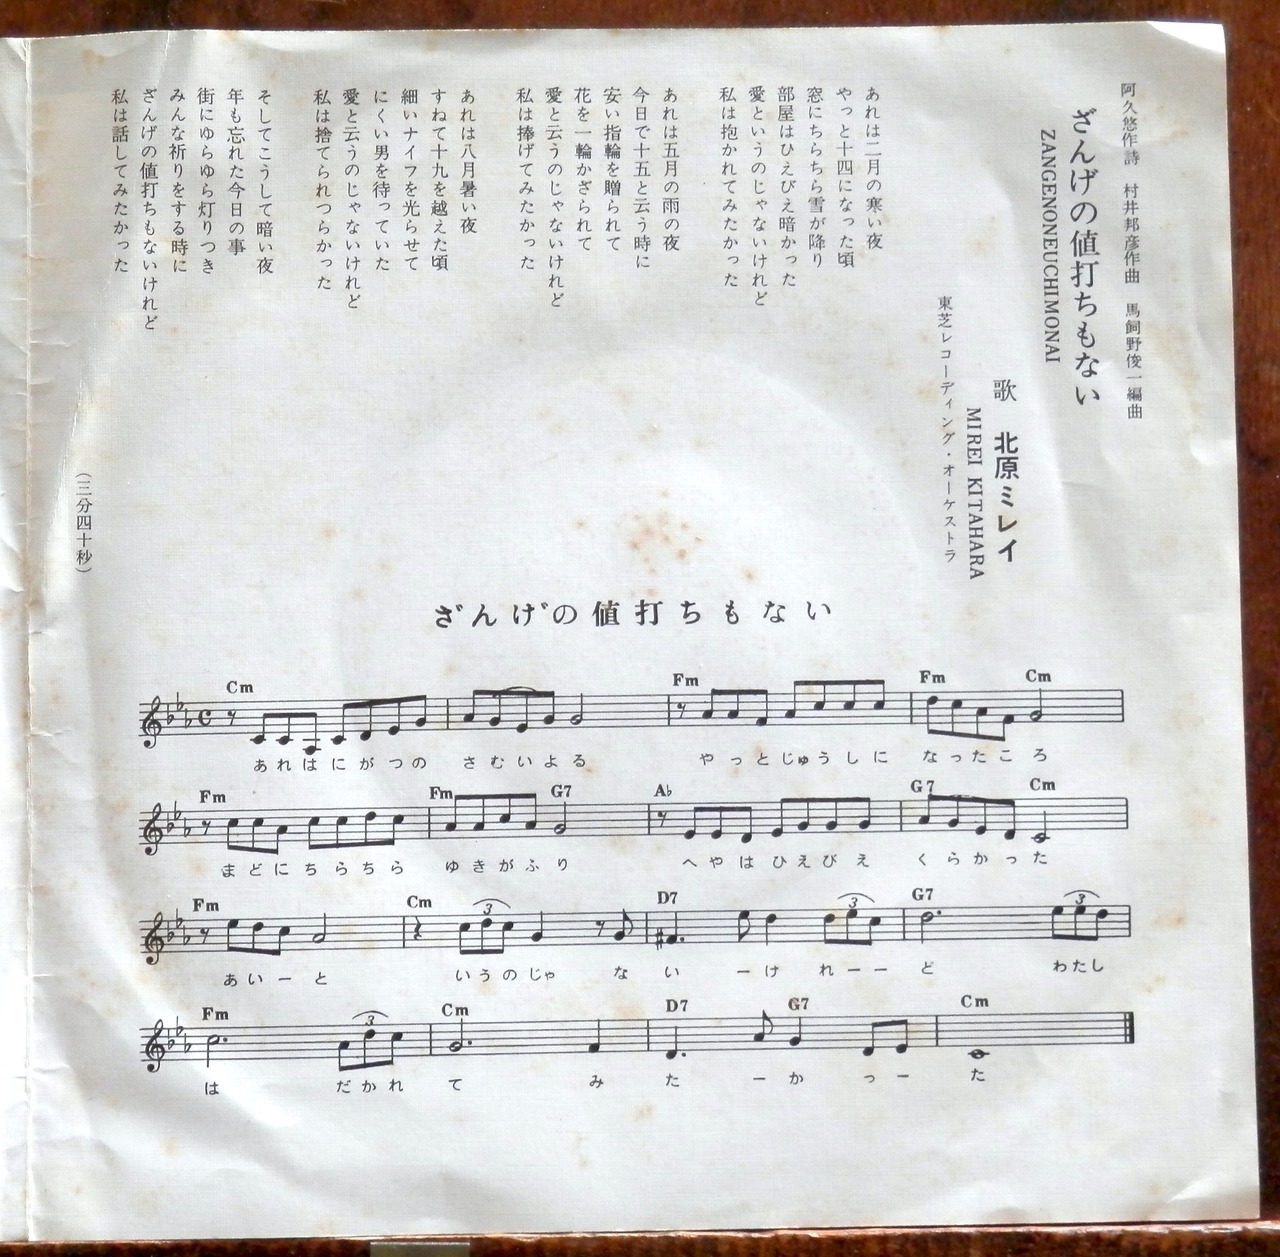 阿久悠作詩 村井邦彦作曲 馬飼野俊一編曲
ざんげの値打ちもない
ZANGENONEUCHIMONAI
歌 北原ミレイ
MIREI KITAHARA
東芝レコーディング・オーケストラ
あれは二月の寒い夜
やっと十四になった頃
窓にちらちら雪が降り
部屋はひえびえ暗かった
愛というのじゃないけれど
私は抱かれてみたかった
あれは五月の雨の夜
今日で十五と云う時に
安い指輪を贈られて
花を一輪かざられて
愛と云うのじゃないけれど
私は捧げてみたかった
あれは八月暑い夜
すねて十九を越えた頃
細いナイフを光らせて
にくい男を待っていた
愛と云うのじゃないけれど
私は捨てられつらかった
そしてこうして暗い夜
年も忘れた今日の事
街にゆらゆら灯りつき
みんな祈りをする時に
ざんげの値打ちもないけれど
私は話してみたかった
(三分四十秒)
ざんげの値打ちもない
Cm Fm Fm Cm
あれはにがつの さむいよる やっとじゅうしに なったころ
Fm Fm G7 A♭ G7 Cm
まどにちらちら ゆきがふり へやはひえびえ くらかった
Fm Cm 3 D7 3 G7 3
あいーと いうのじゃ ない ーけ れーー ど わたし
Fm 3 Cm D7 G7 Cm
は だかれ て み た ーか っー た